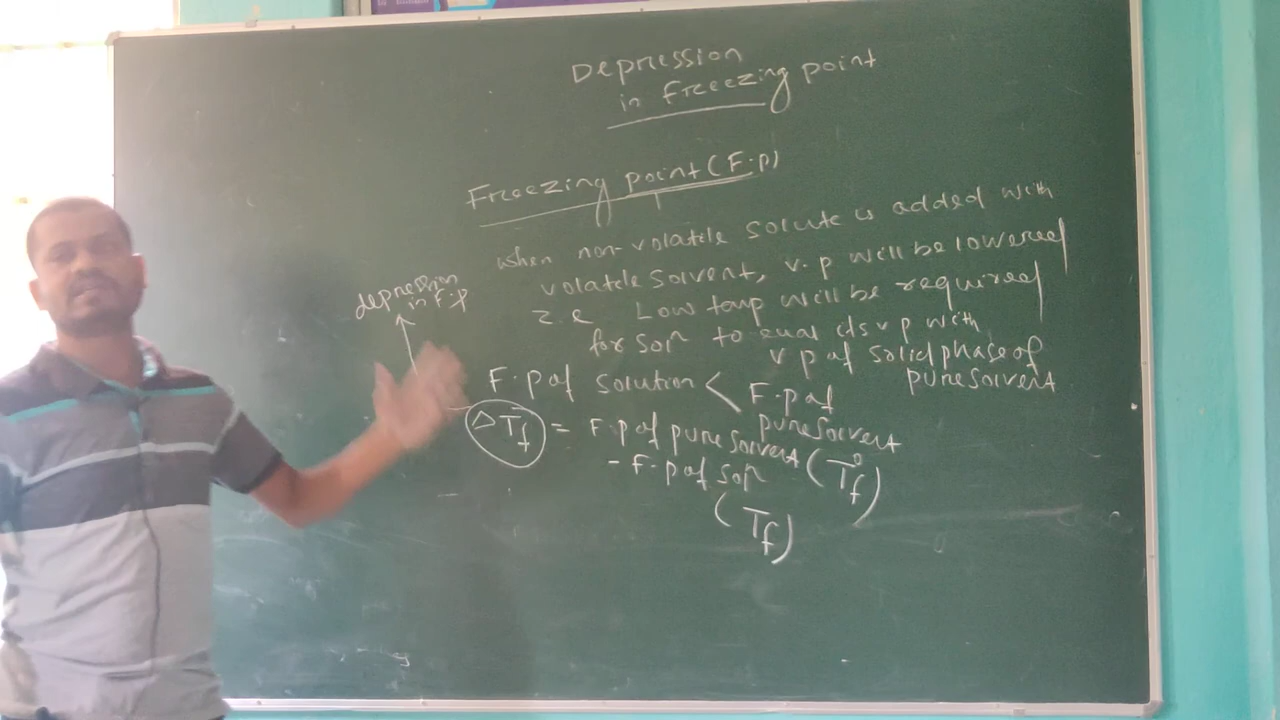 Depression
in freezing point
Freezing point (F.p)
when non-volatile solute is added with
volatile solvent, v.p will be lowered
i.e Low temp will be required
for soln to equal its v p with
v p of solid phase of
pure solvent
depression
in F.p
F.p of solution < F.p of
pure solvent
ΔTf = F.p of pure solvent (T°f)
- F.p of soln
(Tf)